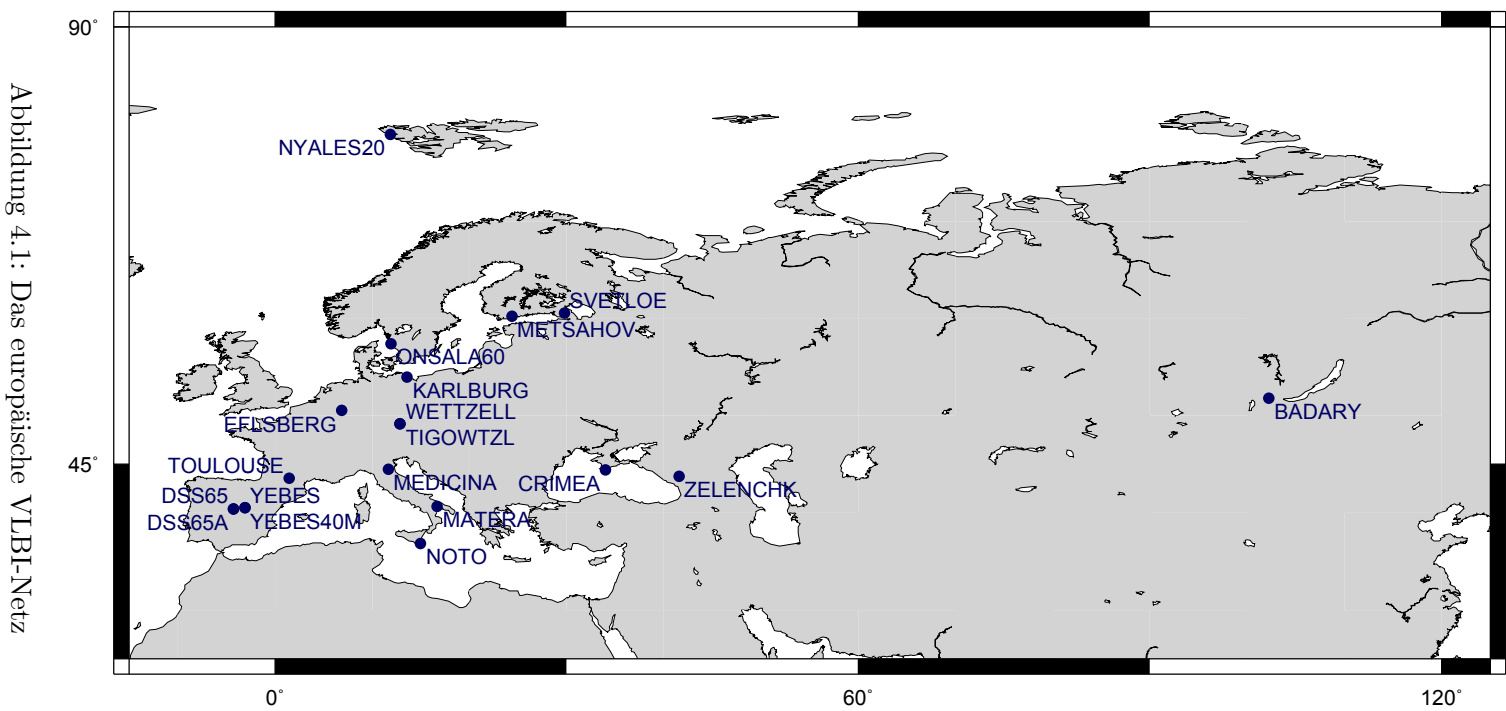 Abbildung 4.1: Das europäische VLBI-Netz
90°
NYALES20
SVETLOE
METSAHOV
ONSALA60
KARLBURG
WETTZELL
EFLSBERG
TIGOWTZL
BADARY
45°
TOULOUSE
MEDICINA
CRIMEA
ZELENCHK
DSS65
YEBES
DSS65A
YEBES40M
MATERA
NOTO
0°
60°
120°